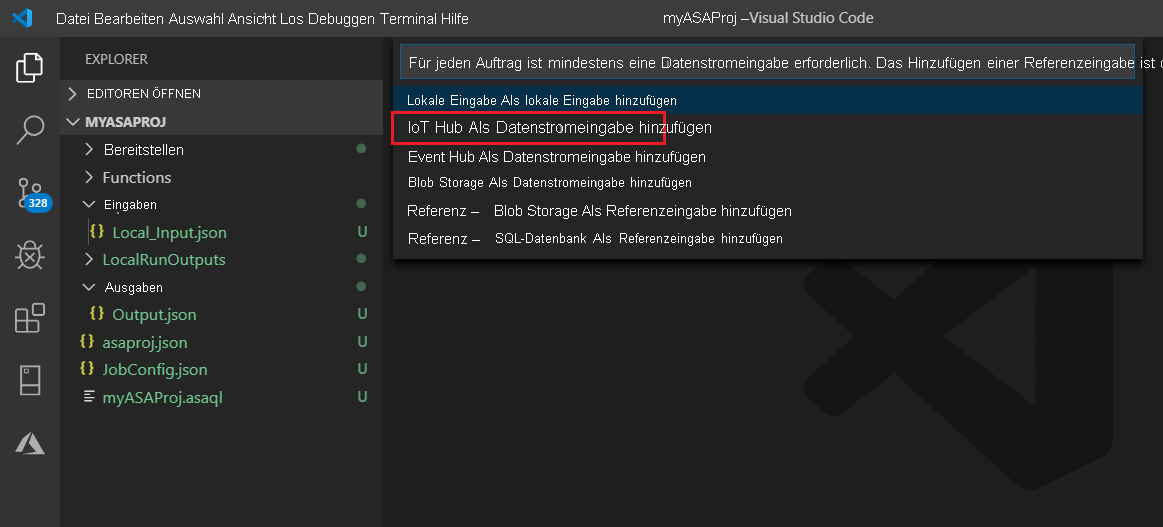 Datei Bearbeiten Auswahl Ansicht Los Debuggen Terminal Hilfe
myASAProj –Visual Studio Code
EXPLORER
EDITOREN ÖFFNEN
MYASAPROJ
Bereitstellen
Functions
Eingaben
{} Local_Input.json U
LocalRunOutputs
Ausgaben
{} Output.json U
{} asaproj.json U
{} JobConfig.json U
myASAProj.asaql U
328
Für jeden Auftrag ist mindestens eine Datenstromeingabe erforderlich. Das Hinzufügen einer Referenzeingabe ist
Lokale Eingabe Als lokale Eingabe hinzufügen
IoT Hub Als Datenstromeingabe hinzufügen
Event Hub Als Datenstromeingabe hinzufügen
Blob Storage Als Datenstromeingabe hinzufügen
Referenz – Blob Storage Als Referenzeingabe hinzufügen
Referenz – SQL-Datenbank Als Referenzeingabe hinzufügen